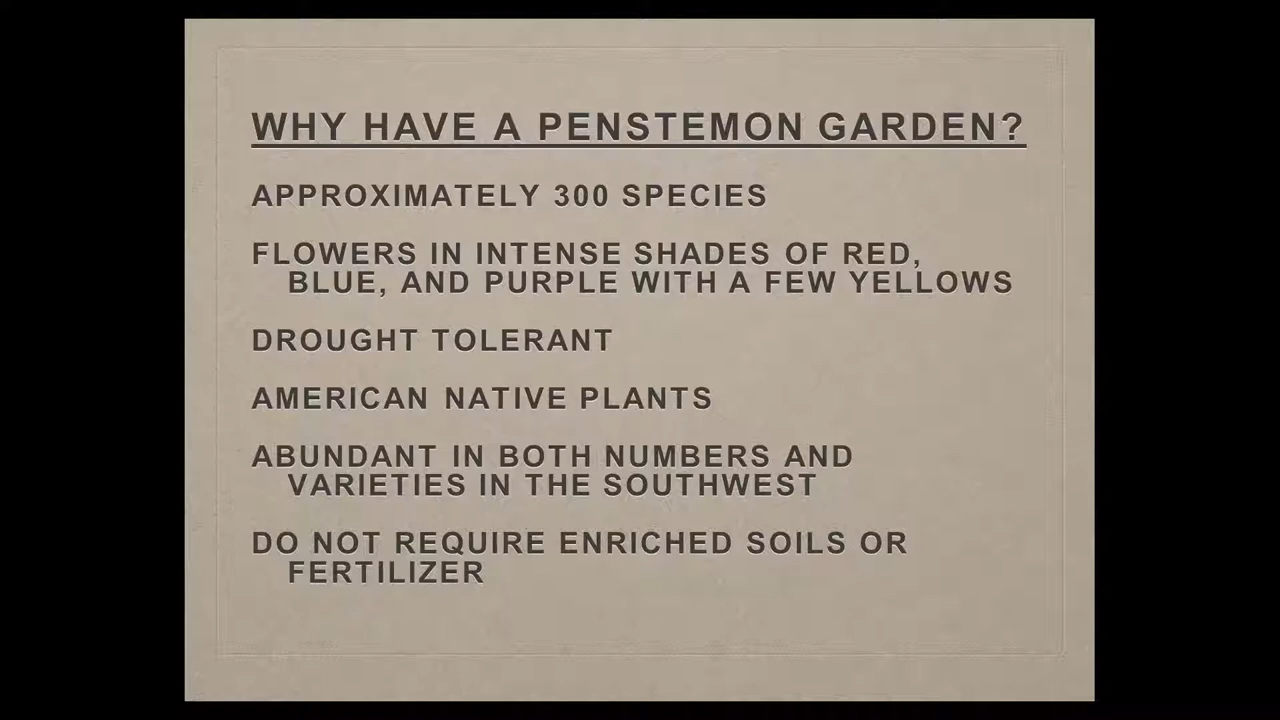 WHY HAVE A PENSTEMON GARDEN?
APPROXIMATELY 300 SPECIES
FLOWERS IN INTENSE SHADES OF RED,
BLUE, AND PURPLE WITH A FEW YELLOWS
DROUGHT TOLERANT
AMERICAN NATIVE PLANTS
ABUNDANT IN BOTH NUMBERS AND
VARIETIES IN THE SOUTHWEST
DO NOT REQUIRE ENRICHED SOILS OR
FERTILIZER